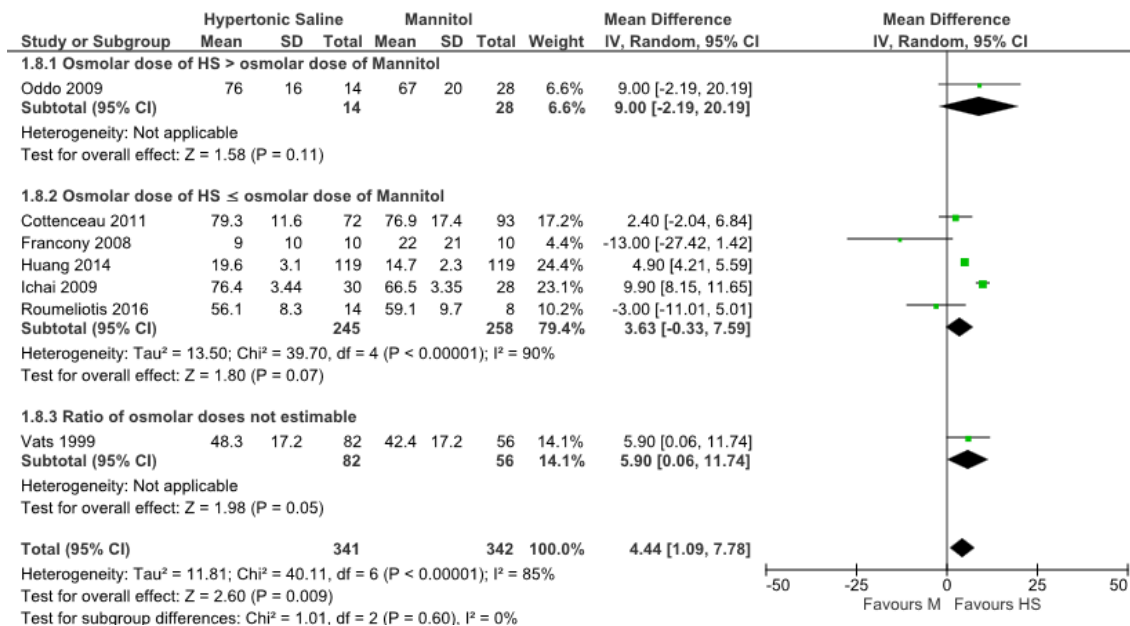 Hypertonic Saline Mannitol Mean Difference Mean Difference
Study or Subgroup Mean SD Total Mean SD Total Weight IV, Random, 95% CI IV, Random, 95% CI
1.8.1 Osmolar dose of HS > osmolar dose of Mannitol
Oddo 2009 76 16 14 67 20 28 6.6% 9.00 [-2.19, 20.19]
Subtotal (95% CI) 14 28 6.6% 9.00 [-2.19, 20.19]
Heterogeneity: Not applicable
Test for overall effect: Z = 1.58 (P = 0.11)
1.8.2 Osmolar dose of HS ≤ osmolar dose of Mannitol
Cottenceau 2011 79.3 11.6 72 76.9 17.4 93 17.2% 2.40 [-2.04, 6.84]
Francony 2008 9 10 10 22 21 10 4.4% -13.00 [-27.42, 1.42]
Huang 2014 19.6 3.1 119 14.7 2.3 119 24.4% 4.90 [4.21, 5.59]
Ichai 2009 76.4 3.44 30 66.5 3.35 28 23.1% 9.90 [8.15, 11.65]
Roumeliotis 2016 56.1 8.3 14 59.1 9.7 8 10.2% -3.00 [-11.01, 5.01]
Subtotal (95% CI) 245 258 79.4% 3.63 [-0.33, 7.59]
Heterogeneity: Tau² = 13.50; Chi² = 39.70, df = 4 (P < 0.00001); I² = 90%
Test for overall effect: Z = 1.80 (P = 0.07)
1.8.3 Ratio of osmolar doses not estimable
Vats 1999 48.3 17.2 82 42.4 17.2 56 14.1% 5.90 [0.06, 11.74]
Subtotal (95% CI) 82 56 14.1% 5.90 [0.06, 11.74]
Heterogeneity: Not applicable
Test for overall effect: Z = 1.98 (P = 0.05)
Total (95% CI) 341 342 100.0% 4.44 [1.09, 7.78]
Heterogeneity: Tau² = 11.81; Chi² = 40.11, df = 6 (P < 0.00001); I² = 85%
Test for overall effect: Z = 2.60 (P = 0.009)
Test for subgroup differences: Chi² = 1.01, df = 2 (P = 0.60), I² = 0%
-50 -25 0 25 50
Favours M Favours HS